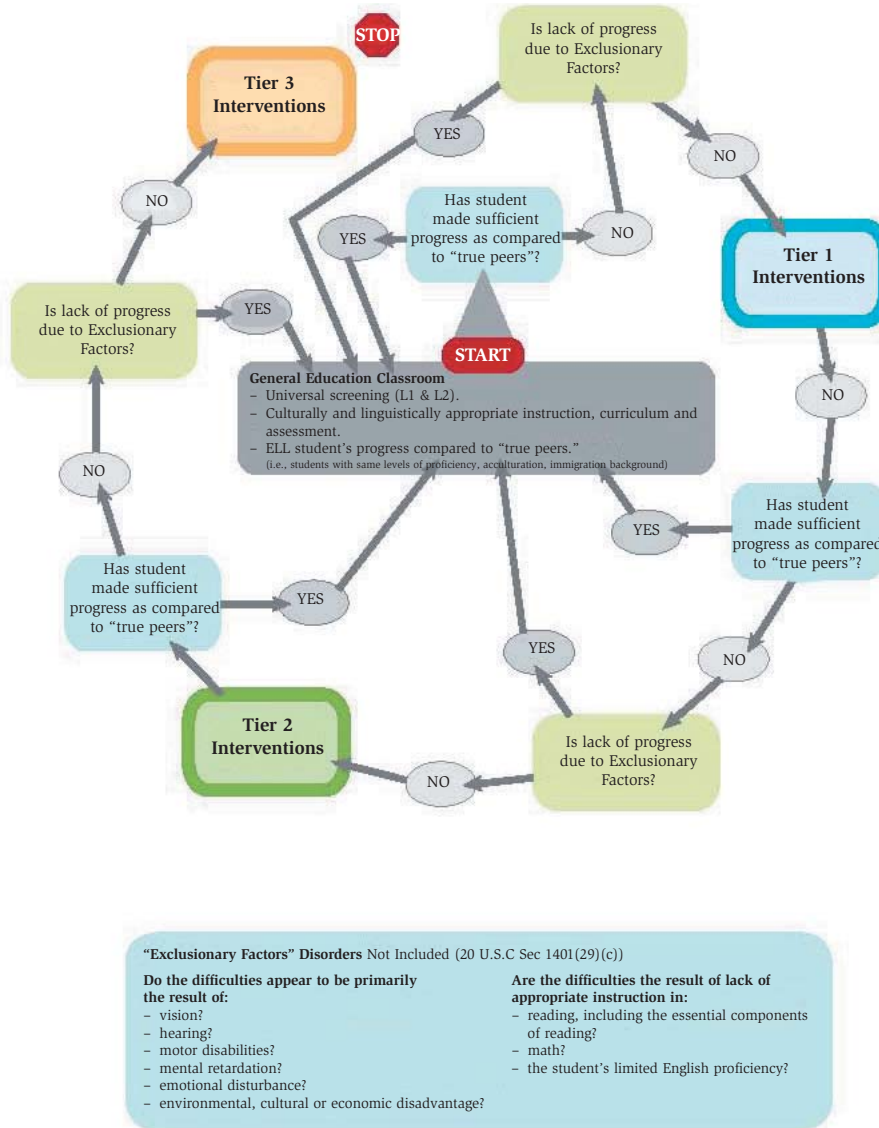 STOP
Is lack of progress
due to Exclusionary
Factors?
Tier 3
Interventions
YES
NO
NO
Has student
made sufficient
progress as compared
to “true peers”?
YES
NO
Tier 1
Interventions
Is lack of progress
due to Exclusionary
Factors?
YES
START
General Education Classroom
– Universal screening (L1 & L2).
– Culturally and linguistically appropriate instruction, curriculum and
assessment.
– ELL student’s progress compared to “true peers.”
(i.e., students with same levels of proficiency, acculturation, immigration background)
NO
NO
Has student
made sufficient
progress as compared
to “true peers”?
YES
Has student
made sufficient
progress as compared
to “true peers”?
YES
YES
NO
Tier 2
Interventions
Is lack of progress
due to Exclusionary
Factors?
NO
“Exclusionary Factors” Disorders Not Included (20 U.S.C Sec 1401(29)(c))
Do the difficulties appear to be primarily
the result of:
– vision?
– hearing?
– motor disabilities?
– mental retardation?
– emotional disturbance?
– environmental, cultural or economic disadvantage?
Are the difficulties the result of lack of
appropriate instruction in:
– reading, including the essential components
of reading?
– math?
– the student’s limited English proficiency?